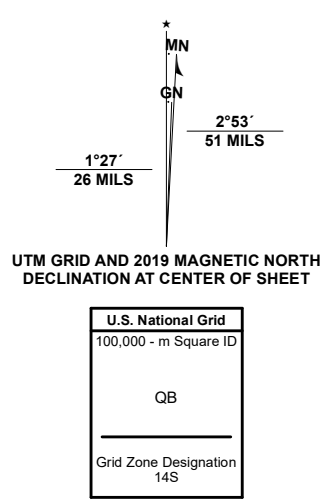 ★
MN
GN
2°53´
51 MILS
1°27´
26 MILS
UTM GRID AND 2019 MAGNETIC NORTH
DECLINATION AT CENTER OF SHEET
U.S. National Grid
100,000 - m Square ID
QB
Grid Zone Designation
14S